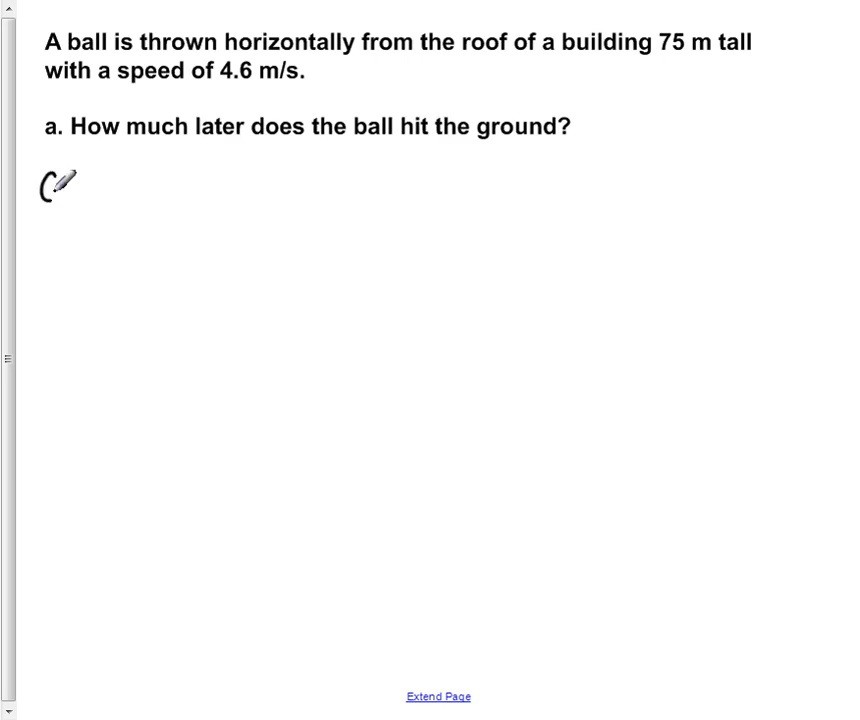 A ball is thrown horizontally from the roof of a building 75 m tall
with a speed of 4.6 m/s.
a. How much later does the ball hit the ground?
Extend Page